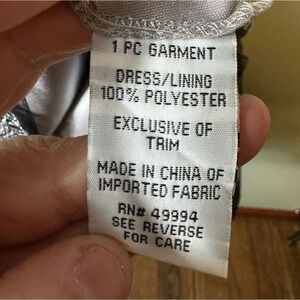 1 PC GARMENT
DRESS/LINING
100% POLYESTER
EXCLUSIVE OF
TRIM
MADE IN CHINA OF
IMPORTED FABRIC
RN# 49994
SEE REVERSE
FOR CARE